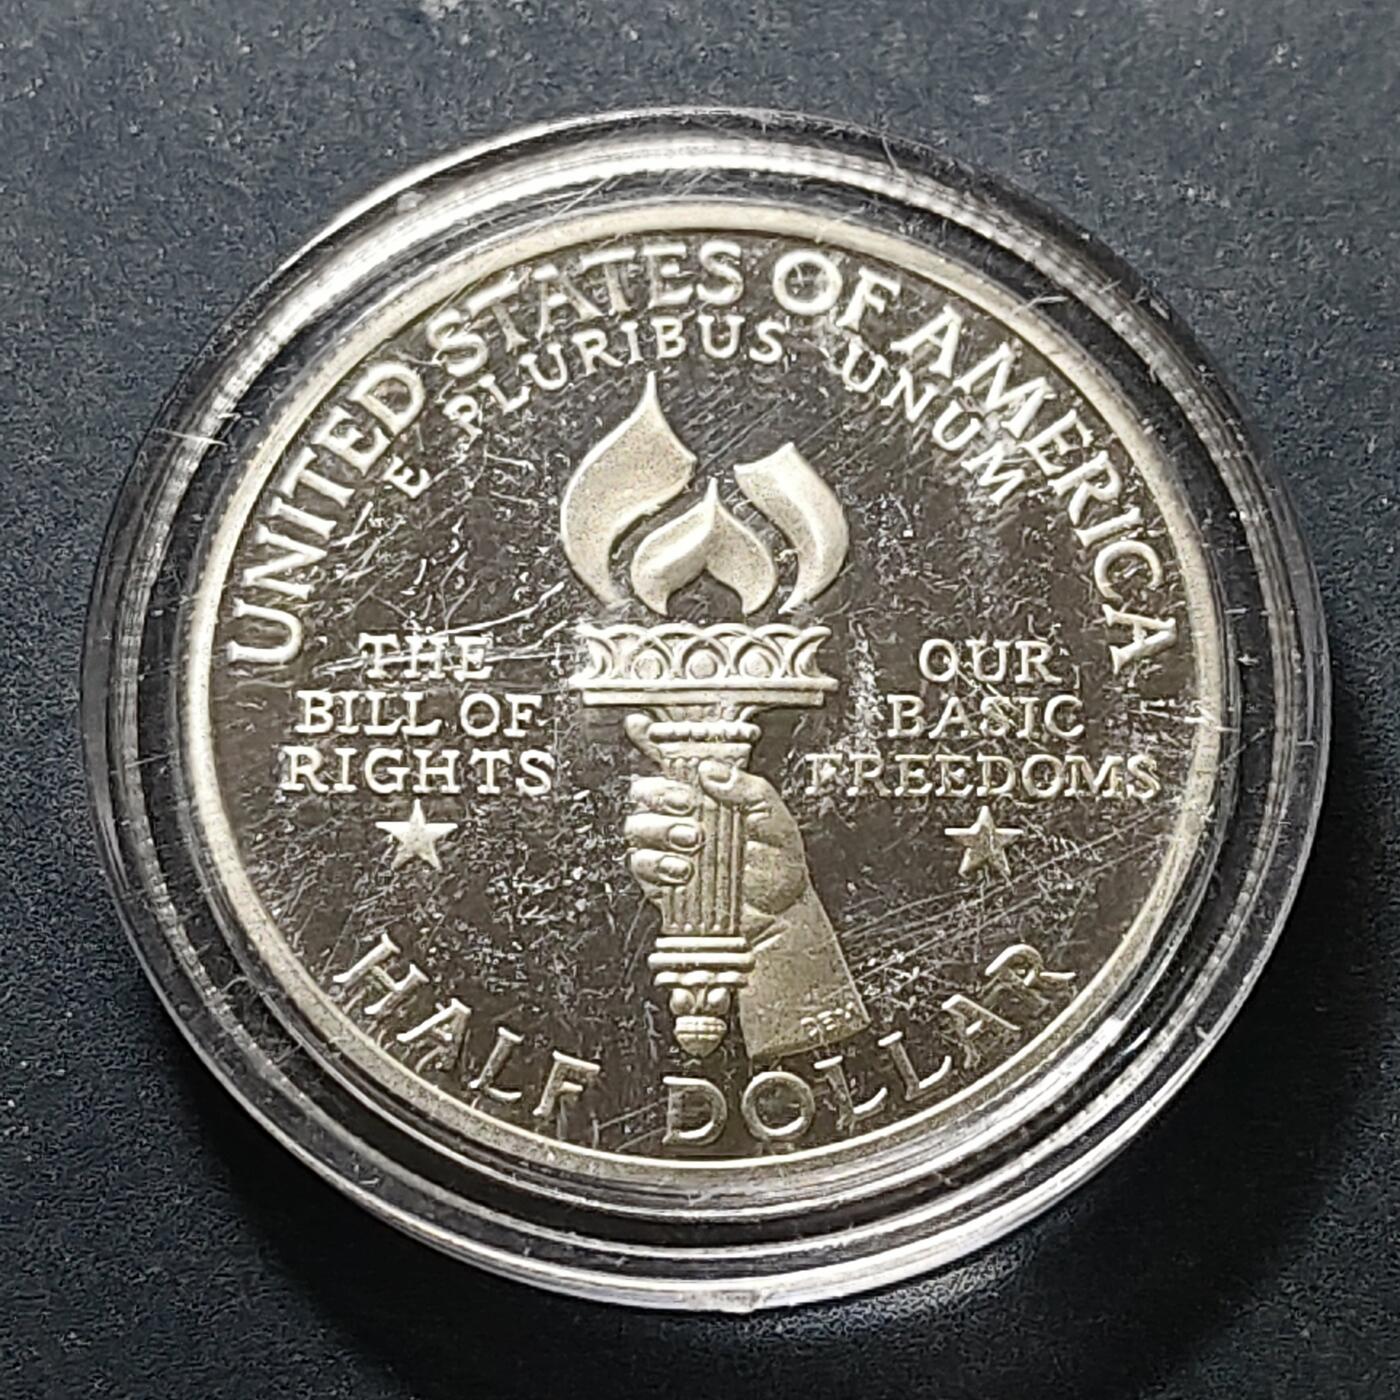 UNITED STATES OF AMERICA
E PLURIBUS UNUM
THE
BILL OF
RIGHTS
OUR
BASIC
FREEDOMS
HALF DOLLAR